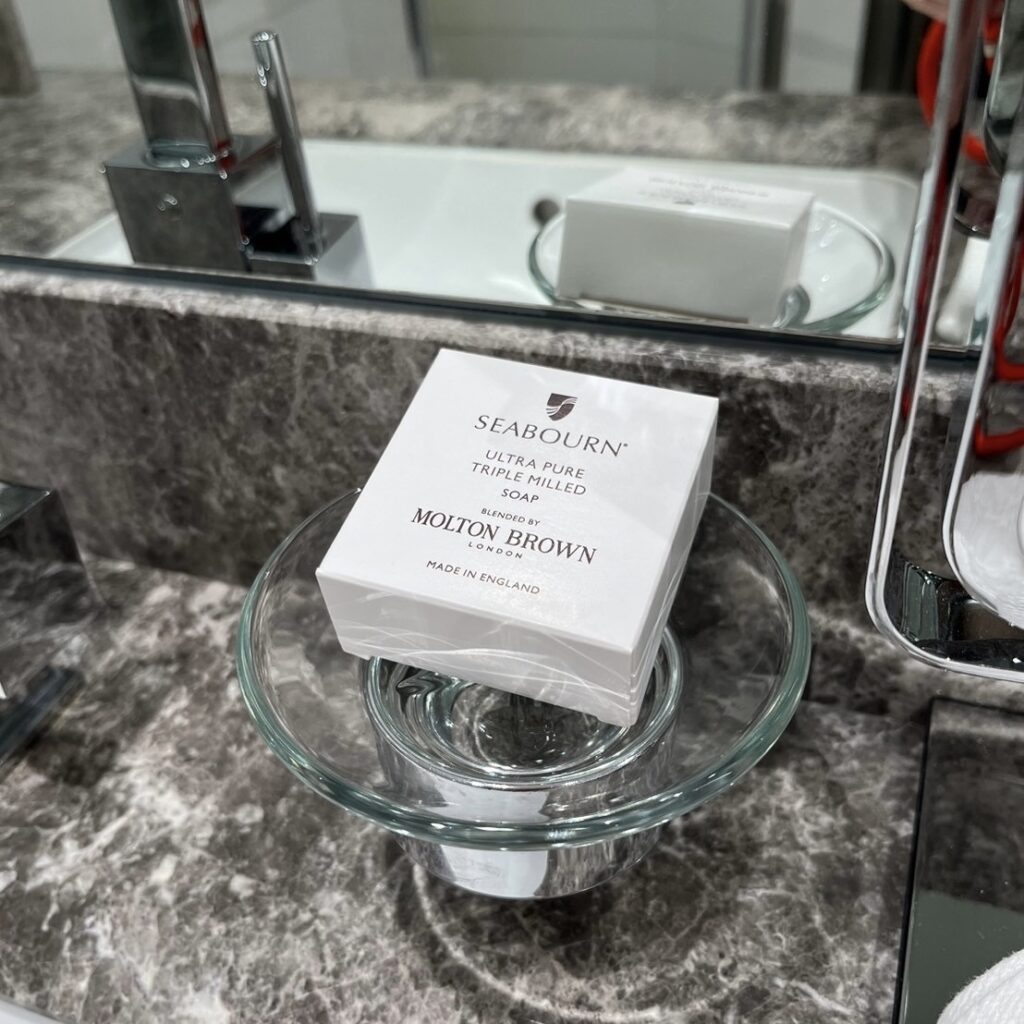 SEABOURN®
ULTRA PURE
TRIPLE MILLED
SOAP
BLENDED BY
MOLTON BROWN
LONDON
MADE IN ENGLAND